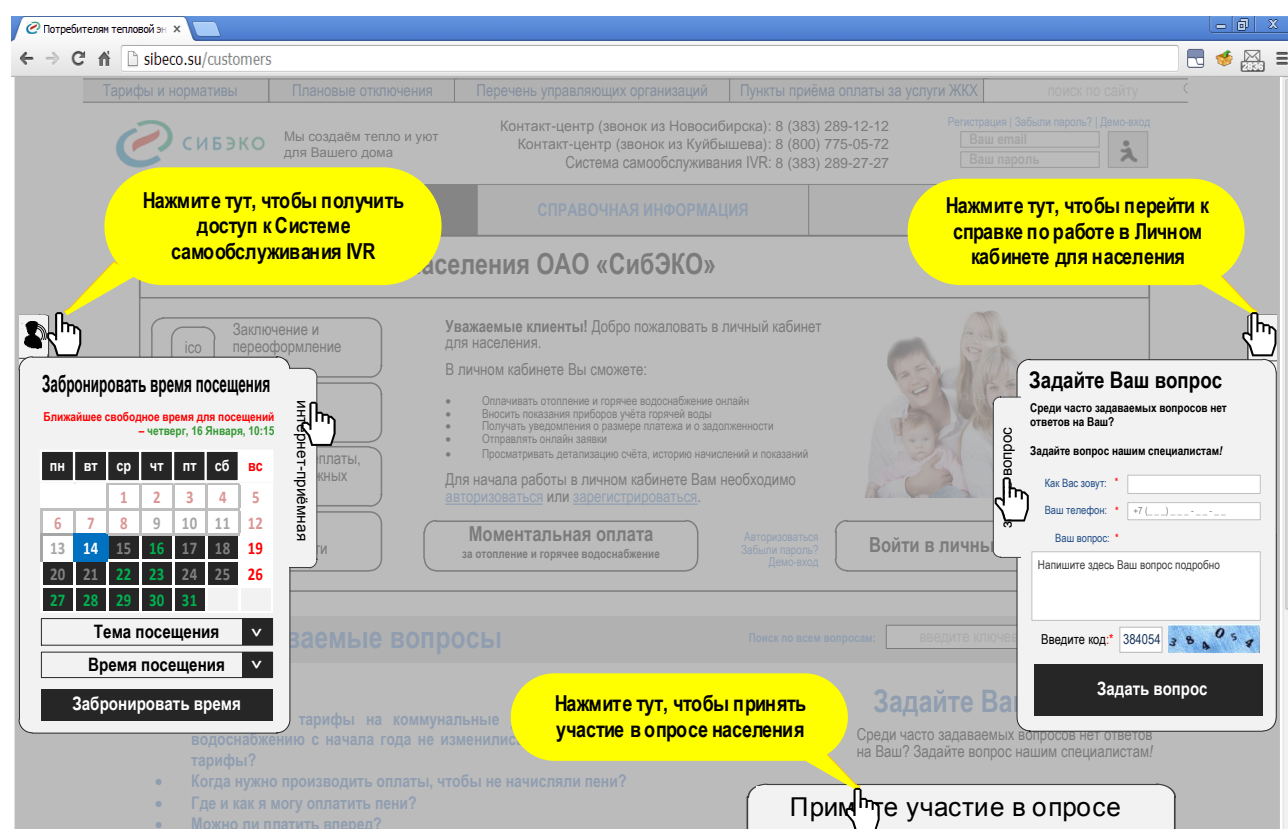 Потребителям тепловой эн
sibeco.su/customers
2836
Тарифы и нормативы
Плановые отключения
Перечень управляющих организаций
Пункты приёма оплаты за услуги ЖКХ
поиск по сайту
СИБЭКО
Мы создаём тепло и уют
для Вашего дома
Контакт-центр (звонок из Новосибирска): 8 (383) 289-12-12
Контакт-центр (звонок из Куйбышева): 8 (800) 775-05-72
Система самообслуживания IVR: 8 (383) 289-27-27
Регистрация | Забыли пароль? | Демо-вход
Ваш email
Ваш пароль
Нажмите тут, чтобы получить
доступ к Системе
самообслуживания IVR
СПРАВОЧНАЯ ИНФОРМАЦИЯ
Нажмите тут, чтобы перейти к
справке по работе в Личном
кабинете для населения
аселения ОАО «СибЭКО»
ico
Заключение и
переоформление
Уважаемые клиенты! Добро пожаловать в личный кабинет
для населения.
В личном кабинете Вы сможете:
• Оплачивать отопление и горячее водоснабжение онлайн
• Вносить показания приборов учёта горячей воды
• Получать уведомления о размере платежа и о задолженности
• Отправлять онлайн заявки
• Просматривать детализацию счёта, историю начислений и показаний
Для начала работы в личном кабинете Вам необходимо
авторизоваться или зарегистрироваться.
Моментальная оплата
за отопление и горячее водоснабжение
Авторизоваться
Забыли пароль?
Демо-вход
Войти в личны
Забронировать время посещения
Ближайшее свободное время для посещений
– четверг, 16 Января, 10:15
пн вт ср чт пт сб вс
1 2 3 4 5
6 7 8 9 10 11 12
13 14 15 16 17 18 19
20 21 22 23 24 25 26
27 28 29 30 31
Тема посещения v
Время посещения v
Забронировать время
интернет-приёмная
платы,
жных
ти
Задайте Ваш вопрос
Среди часто задаваемых вопросов нет
ответов на Ваш?
Задайте вопрос нашим специалистам!
Как Вас зовут: *
Ваш телефон: * +7 (_ _ _) _ _ _ - _ _ - _ _
Ваш вопрос: *
Напишите здесь Ваш вопрос подробно
Введите код:* 384054 384054
Задать вопрос
вопрос
ваемые вопросы
Поиск по всем вопросам:
введите ключе
тарифы на коммунальные
водоснабжению с начала года не изменились
тарифы?
• Когда нужно производить оплаты, чтобы не начисляли пени?
• Где и как я могу оплатить пени?
• Можно ли платить вперед?
Нажмите тут, чтобы принять
участие в опросе населения
Задайте Ва
Среди часто задаваемых вопросов нет ответов
на Ваш? Задайте вопрос нашим специалистам!
Примите участие в опросе